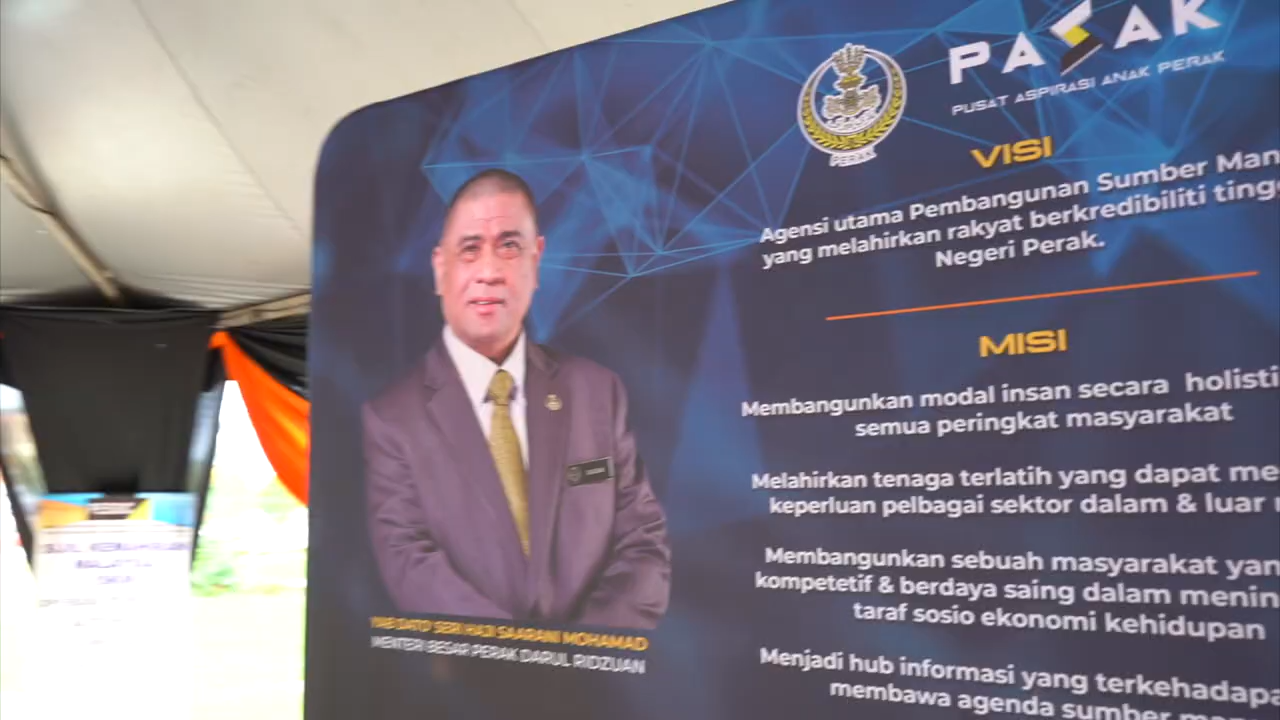 PASAK
PUSAT ASPIRASI ANAK PERAK
PERAK
VISI
Agensi utama Pembangunan Sumber Man
yang melahirkan rakyat berkredibiliti ting
Negeri Perak.
MISI
Membangunkan modal insan secara holisti
semua peringkat masyarakat
Melahirkan tenaga terlatih yang dapat me
keperluan pelbagai sektor dalam & luar
Membangunkan sebuah masyarakat yan
kompetetif & berdaya saing dalam menin
taraf sosio ekonomi kehidupan
Menjadi hub informasi yang terkehadapa
membawa agenda sumber m
YAB DATO SERI HAJI SAARANI MOHAMAD
MENTERI BESAR PERAK DARUL RIDZUAN